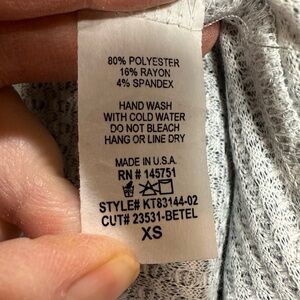 80% POLYESTER
16% RAYON
4% SPANDEX
HAND WASH
WITH COLD WATER
DO NOT BLEACH
HANG OR LINE DRY
MADE IN U.S.A.
RN # 145751
STYLE# KT83144-02
CUT# 23531-BETEL
XS